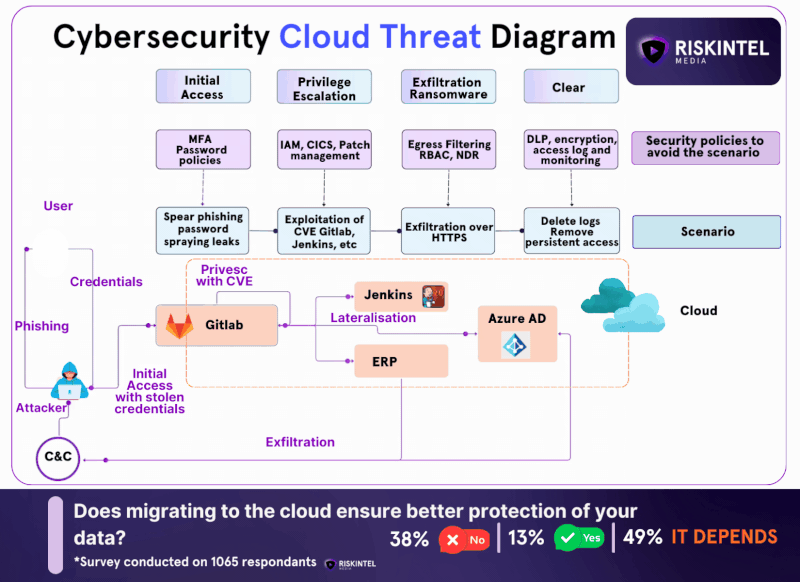 Cybersecurity Cloud Threat Diagram
RISKINTEL
MEDIA
Initial
Access
Privilege
Escalation
Exfiltration
Ransomware
Clear
MFA
Password
policies
IAM, CICS, Patch
management
Egress Filtering
RBAC, NDR
DLP, encryption,
access log and
monitoring
Security policies to
avoid the scenario
User
Spear phishing
password
spraying leaks
Exploitation of
CVE Gitlab,
Jenkins, etc
Exfiltration over
HTTPS
Delete logs
Remove
persistent access
Scenario
Credentials
Privesc
with CVE
Phishing
Gitlab
Jenkins
Lateralisation
ERP
Azure AD
Cloud
Initial
Access
with stolen
credentials
Attacker
C&C
Exfiltration
Does migrating to the cloud ensure better protection of your
data?
38% No
13% Yes
49% IT DEPENDS
*Survey conducted on 1065 respondants
RISKINTEL
MEDIA